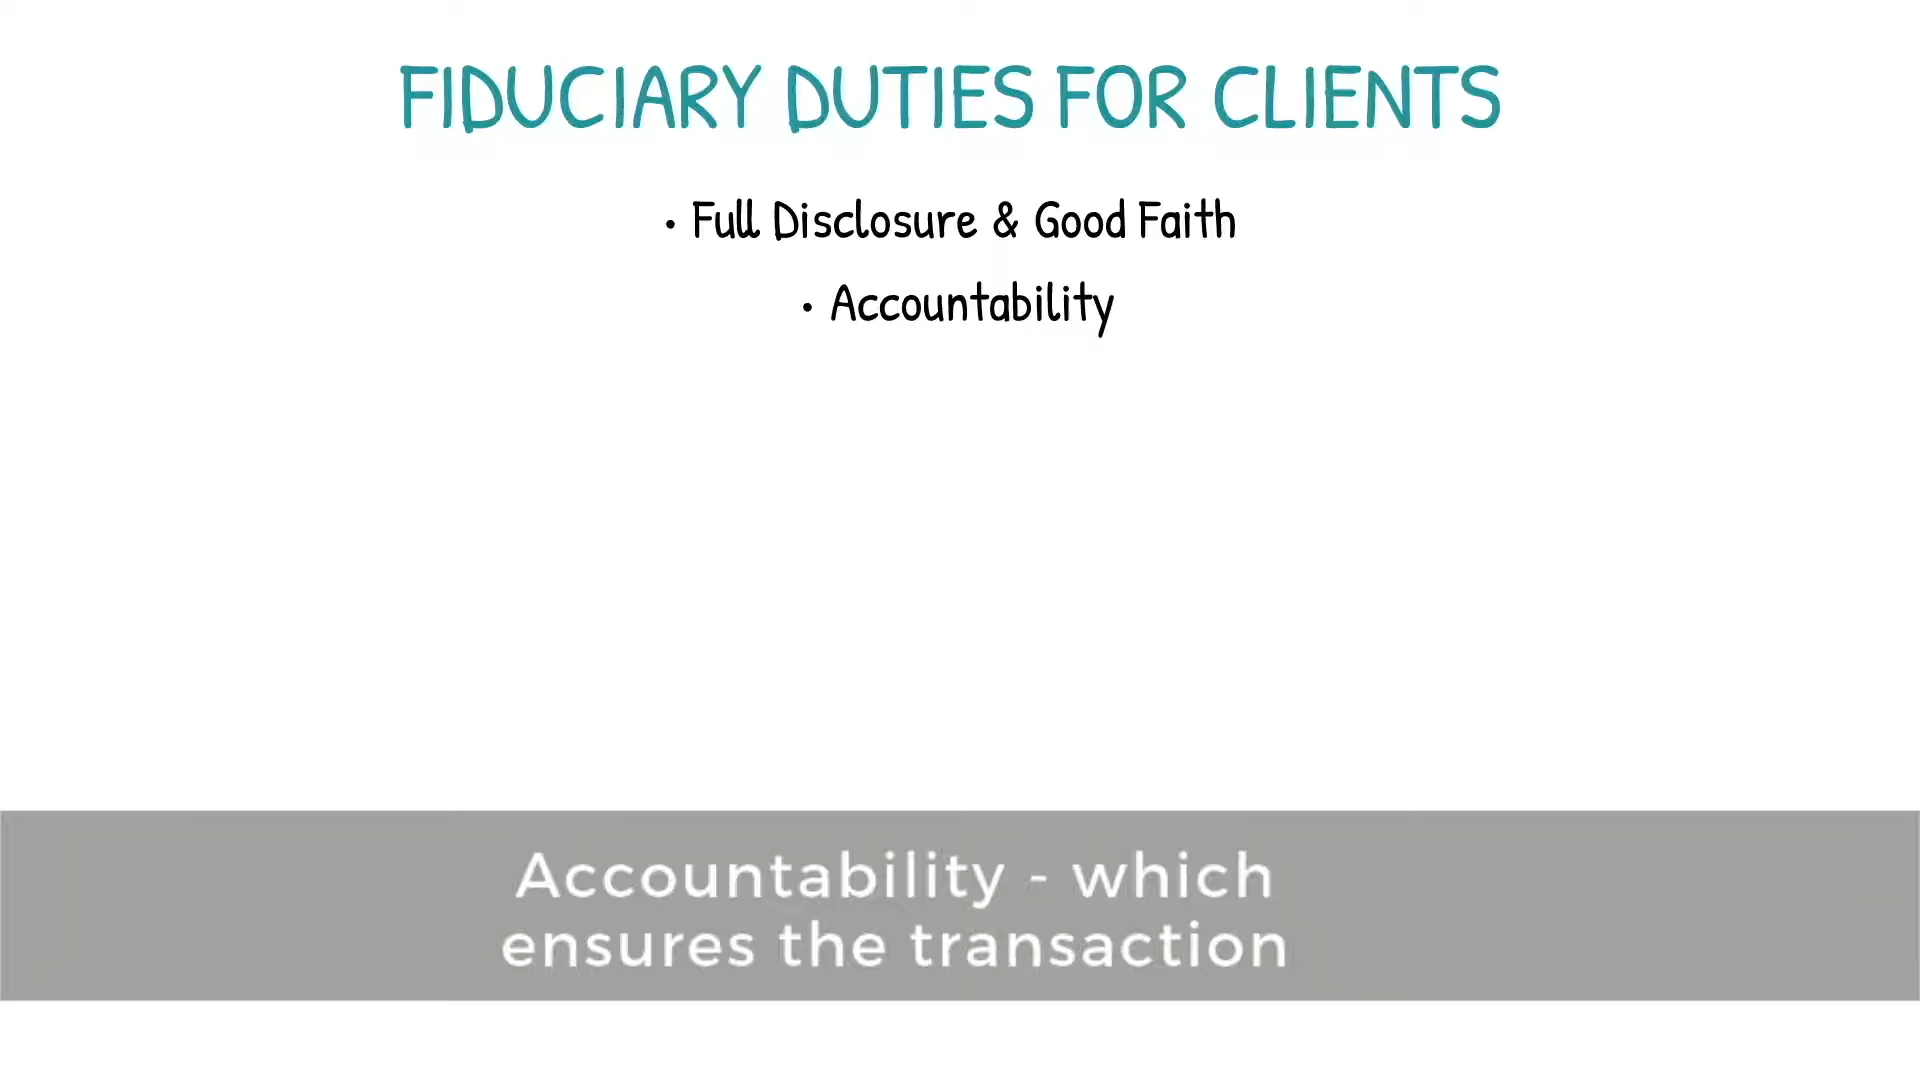 FIDUCIARY DUTIES FOR CLIENTS
• Full Disclosure & Good Faith
• Accountability
Accountability - which
ensures the transaction